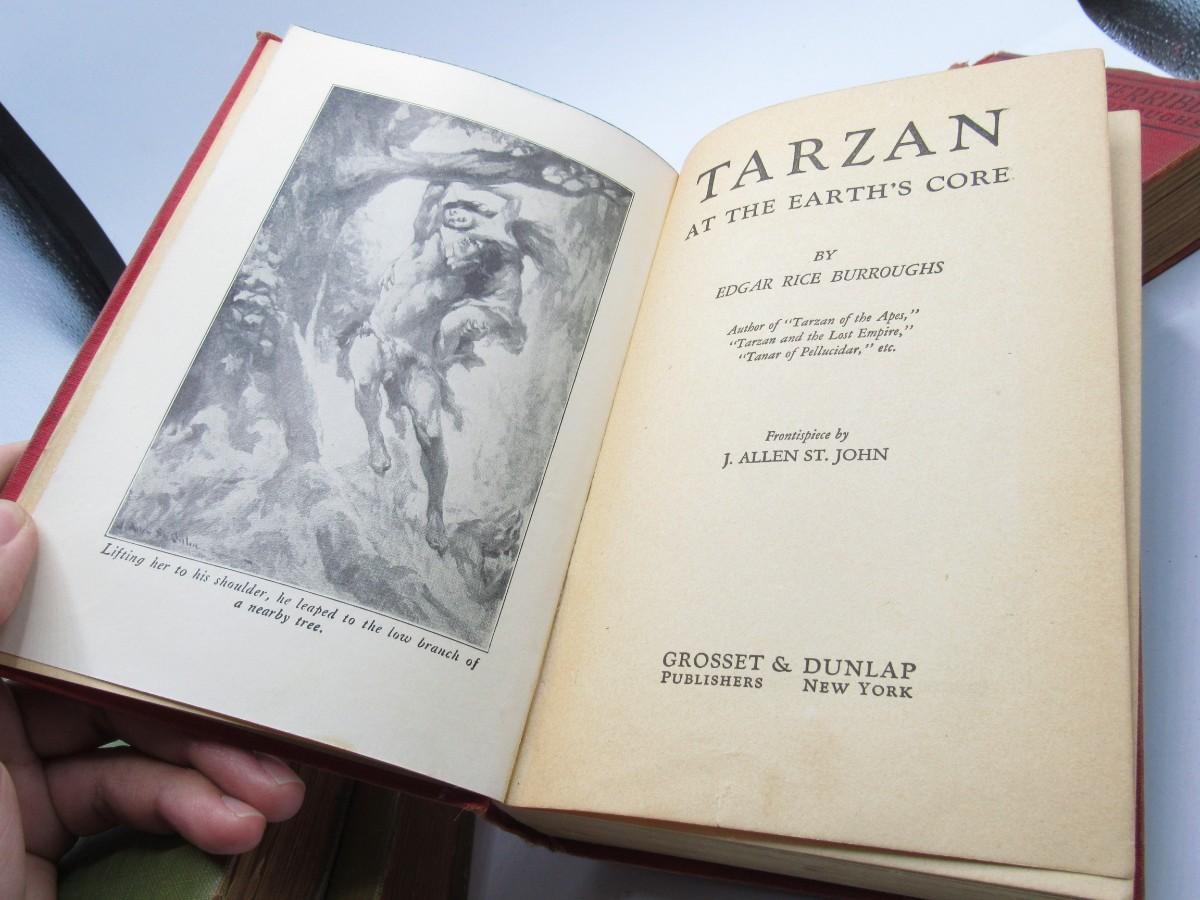 Lifting her to his shoulder, he leaped to the low branch of
a nearby tree.
TARZAN
AT THE EARTH'S CORE
BY
EDGAR RICE BURROUGHS
Author of "Tarzan of the Apes,"
"Tarzan and the Lost Empire,"
"Tanar of Pellucidar," etc.
Frontispiece by
J. ALLEN ST. JOHN
GROSSET & DUNLAP
PUBLISHERS NEW YORK